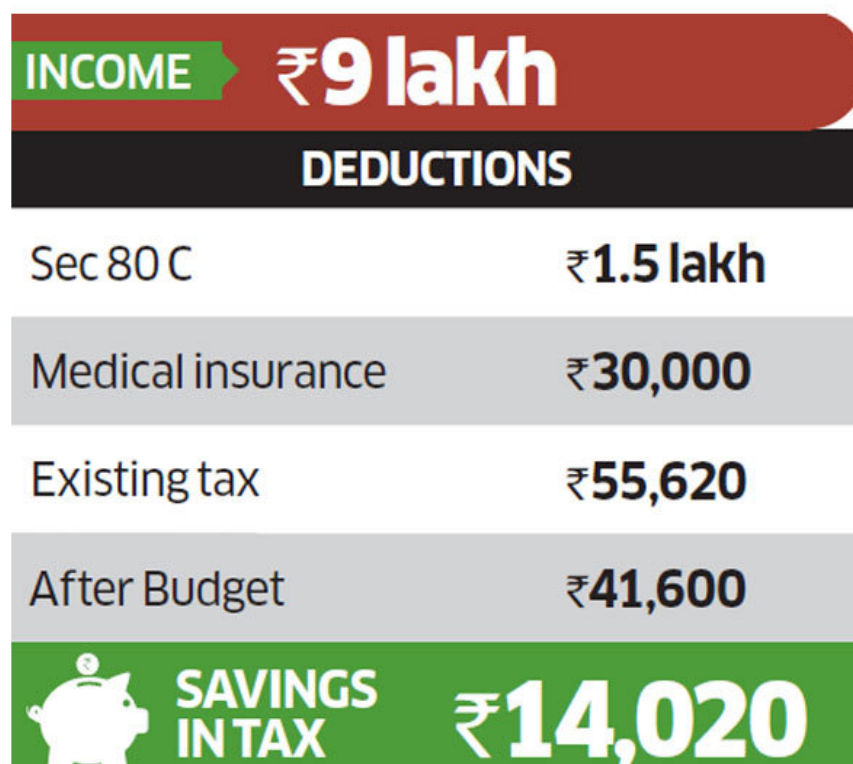 INCOME ₹9 lakh
DEDUCTIONS
Sec 80 C ₹1.5 lakh
Medical insurance ₹30,000
Existing tax ₹55,620
After Budget ₹41,600
₹
SAVINGS
IN TAX ₹14,020